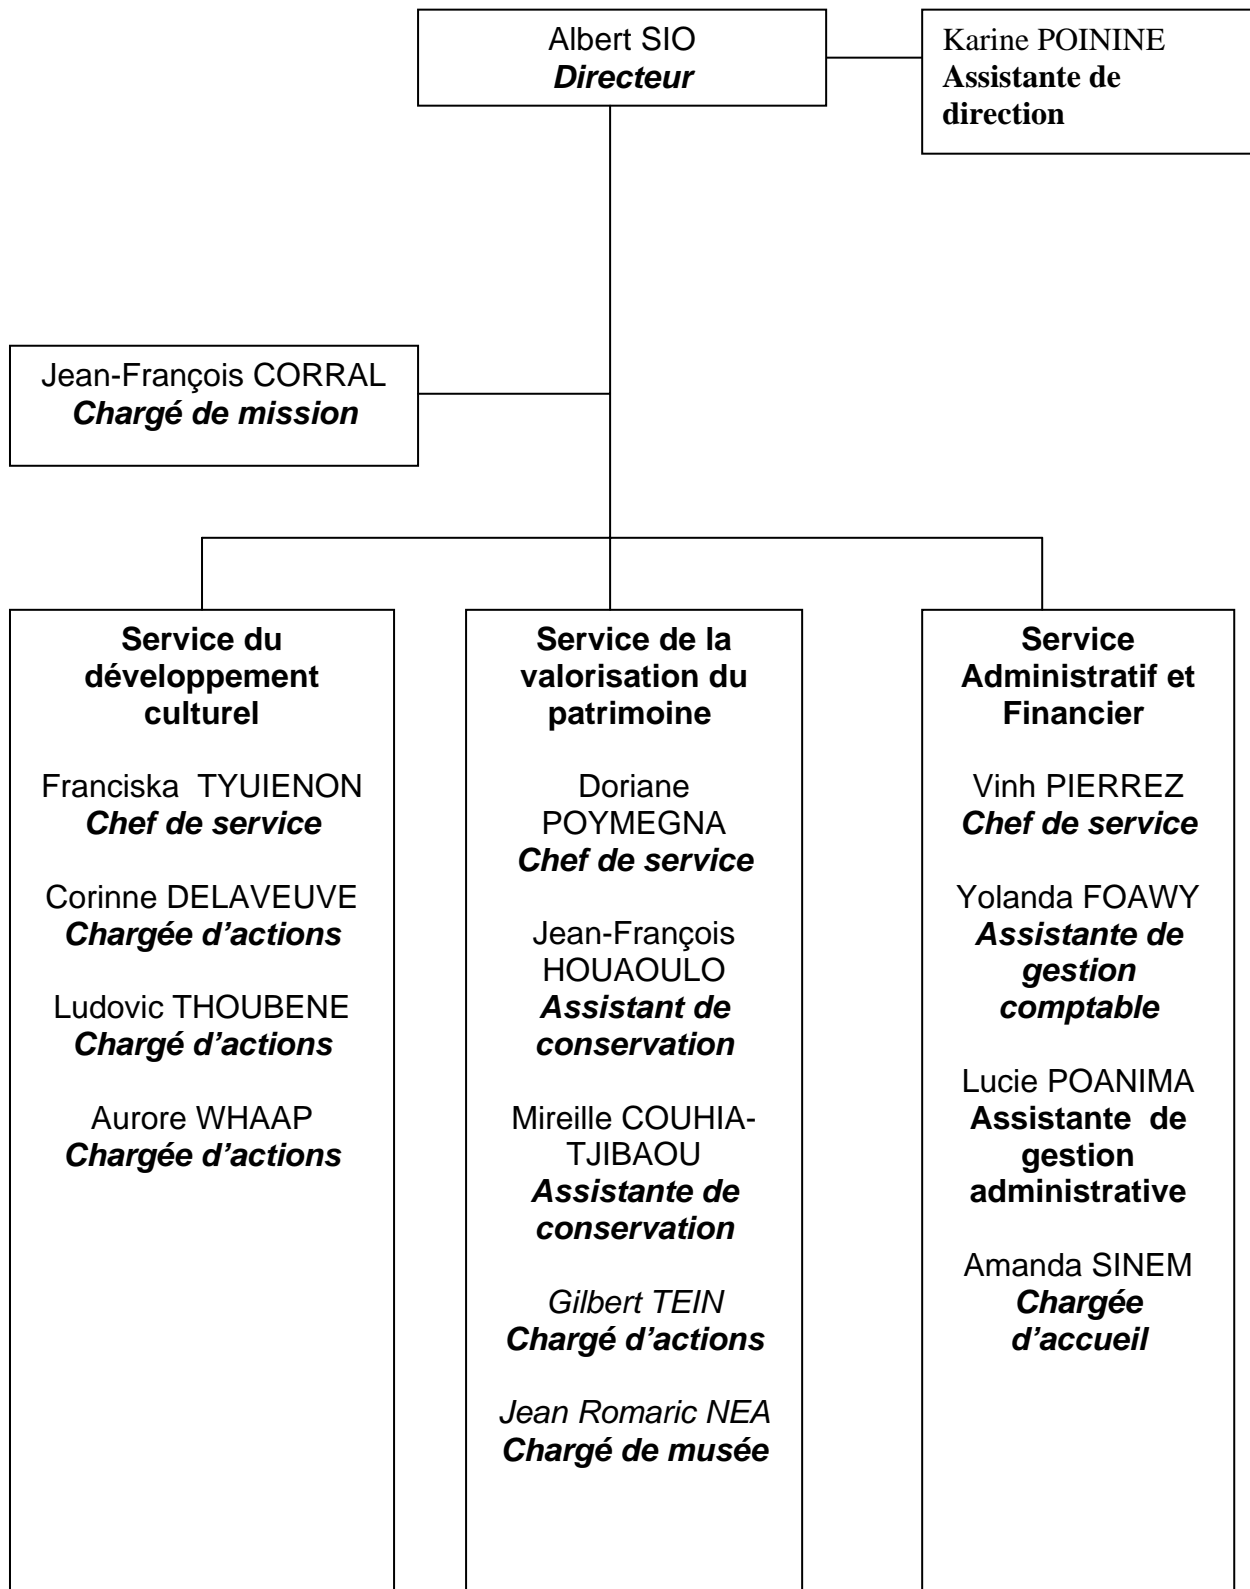 Albert SIO
Directeur
Karine POININE
Assistante de
direction
Jean-François CORRAL
Chargé de mission
Service du
développement
culturel
Franciska TYUIENON
Chef de service
Corinne DELAVEUVE
Chargée d’actions
Ludovic THOUBENE
Chargé d’actions
Aurore WHAAP
Chargée d’actions
Service de la
valorisation du
patrimoine
Doriane
POYMEGNA
Chef de service
Jean-François
HOUAOULO
Assistant de
conservation
Mireille COUHIA-
TJIBAOU
Assistante de
conservation
Gilbert TEIN
Chargé d’actions
Jean Romaric NEA
Chargé de musée
Service
Administratif et
Financier
Vinh PIERREZ
Chef de service
Yolanda FOAWY
Assistante de
gestion
comptable
Lucie POANIMA
Assistante de
gestion
administrative
Amanda SINEM
Chargée
d’accueil